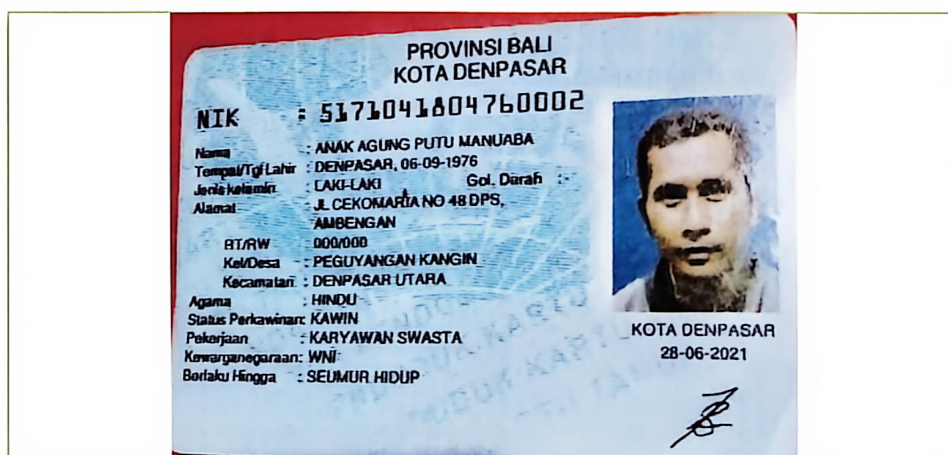 PROVINSI BALI
KOTA DENPASAR
NIK : 5171041804760002
Nama : ANAK AGUNG PUTU MANUABA
Tempat/Tgl Lahir : DENPASAR, 06-09-1976
Jenis kelamin : LAKI-LAKI Gol. Darah : -
Alamat : JL CEKOMARIA NO 48 DPS,
AMBENGAN
RT/RW : 000/000
Kel/Desa : PEGUYANGAN KANGIN
Kecamatan : DENPASAR UTARA
Agama : HINDU
Status Perkawinan: KAWIN
Pekerjaan : KARYAWAN SWASTA
Kewarganegaraan: WNI
Berlaku Hingga : SEUMUR HIDUP
KOTA DENPASAR
28-06-2021